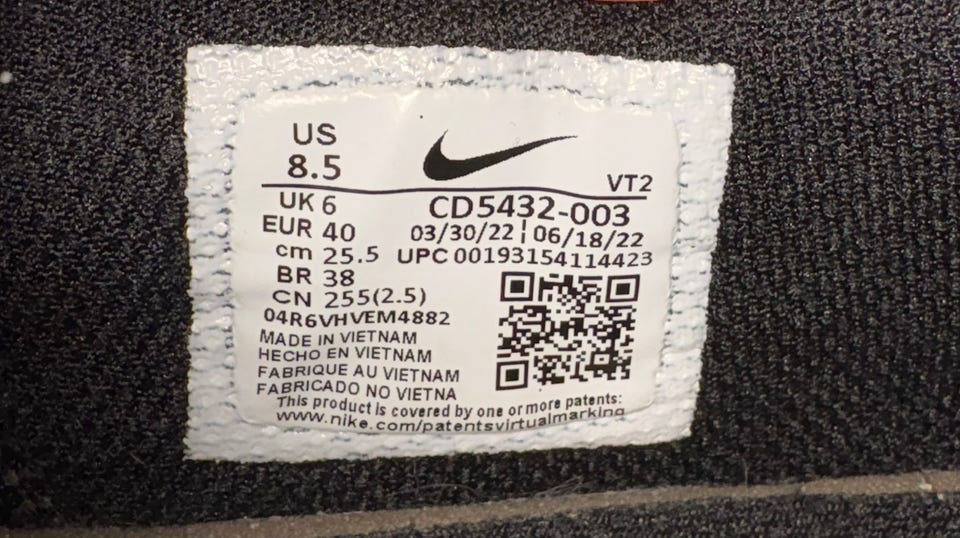 US
8.5
VT2
UK 6
CD5432-003
EUR 40
03/30/22 | 06/18/22
cm 25.5
UPC 00193154114423
BR 38
CN 255(2.5)
04R6VHVEM4882
MADE IN VIETNAM
HECHO EN VIETNAM
FABRIQUE AU VIETNAM
FABRICADO NO VIETNA
This product is covered by one or more patents:
www.nike.com/patentsvirtualmarking